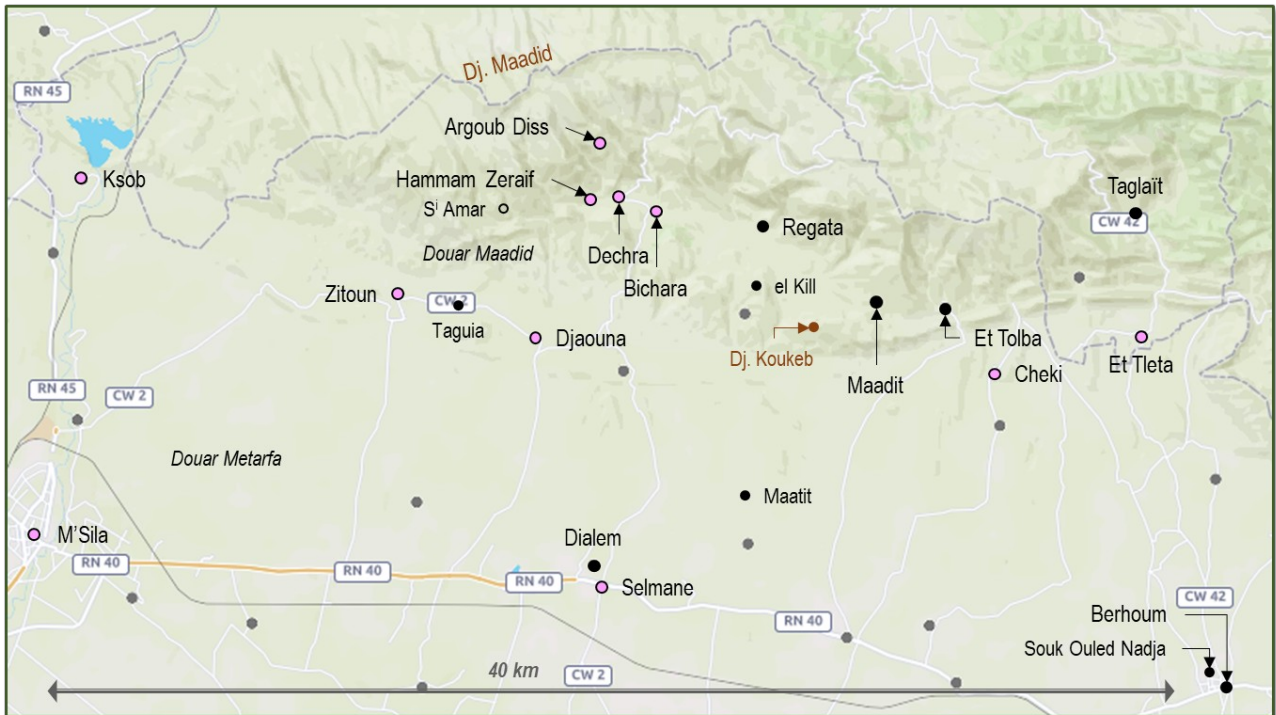 Dj. Maadid
RN 45
Argoub Diss
Ksob
Hammam Zeraif
Sⁱ Amar
Taglaït
CW 42
Regata
Douar Maadid
Dechra
Bichara
el Kill
Zitoun
CW 2
Taguia
Djaouna
Dj. Koukeb
Et Tolba
Et Tleta
Maadit
Cheki
RN 45
CW 2
Douar Metarfa
Maatit
M'Sila
Dialem
RN 40
RN 40
RN 40
Selmane
RN 40
CW 42
Berhoum
Souk Ouled Nadja
40 km
CW 2